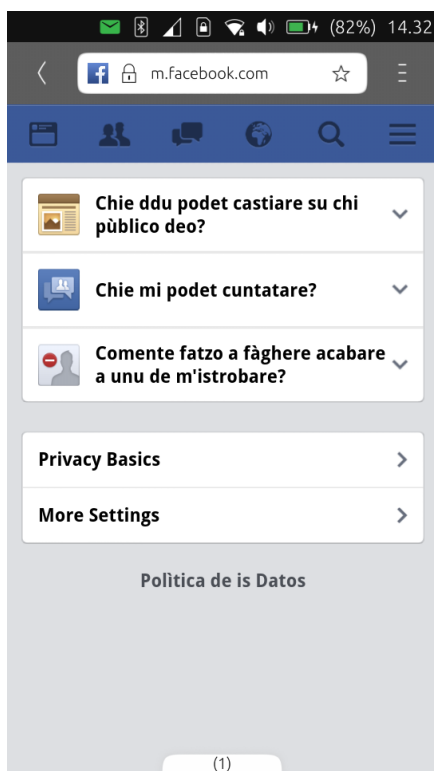 (82%) 14.32
m.facebook.com
Chie ddu podet castiare su chi
pùblico deo?
Chie mi podet cuntatare?
Comente fatzo a fàghere acabare
a unu de m'istrobare?
Privacy Basics
More Settings
Polìtica de is Datos
(1)